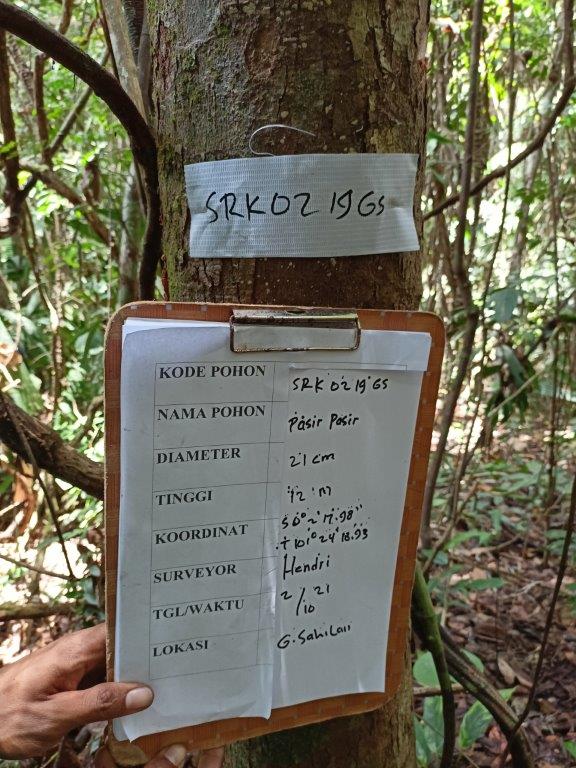 SRK02 19GS
KODE POHON SRK 02 19 GS
NAMA POHON Pasir Pasir
DIAMETER 21 cm
TINGGI 12 m
KOORDINAT S 0° 2' 17.98"
+ 101° 24' 18.93
SURVEYOR Hendri
TGL/WAKTU 2/10 21
LOKASI G. Sahilan